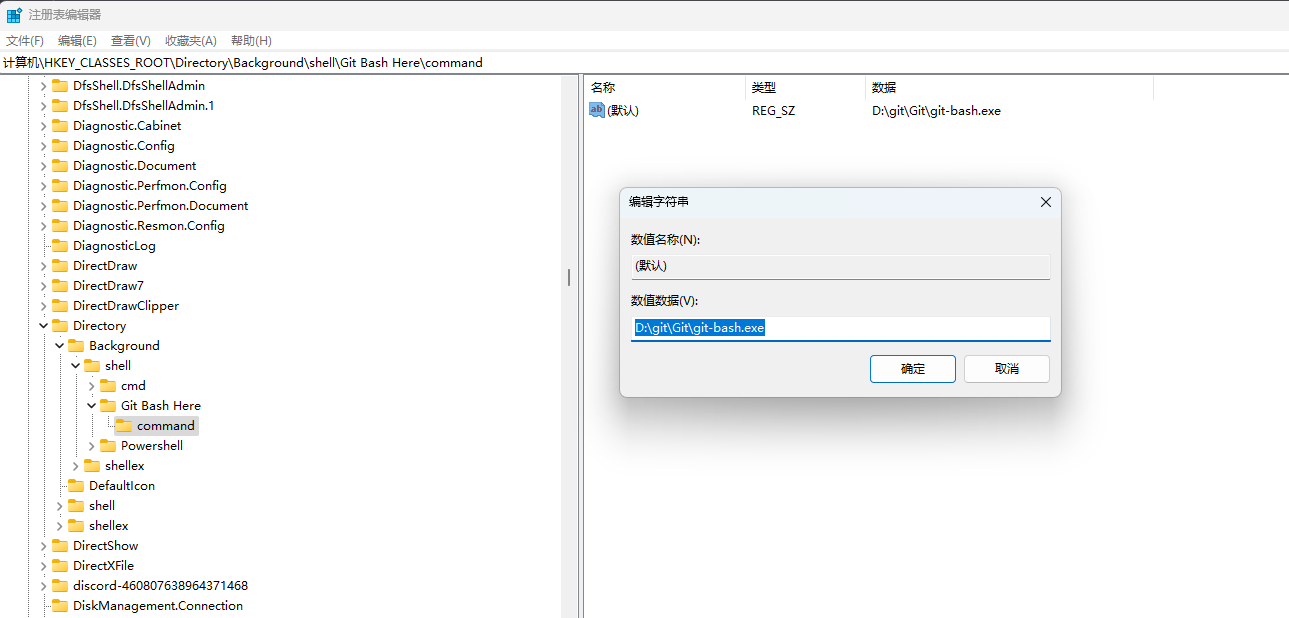 注册表编辑器
文件(F) 编辑(E) 查看(V) 收藏夹(A) 帮助(H)
计算机\HKEY_CLASSES_ROOT\Directory\Background\shell\Git Bash Here\command
DfsShell.DfsShellAdmin
DfsShell.DfsShellAdmin.1
Diagnostic.Cabinet
Diagnostic.Config
Diagnostic.Document
Diagnostic.Perfmon.Config
Diagnostic.Perfmon.Document
Diagnostic.Resmon.Config
DiagnosticLog
DirectDraw
DirectDraw7
DirectDrawClipper
Directory
Background
shell
cmd
Git Bash Here
command
Powershell
shellex
DefaultIcon
shell
shellex
DirectShow
DirectXFile
discord-460807638964371468
DiskManagement.Connection
名称 类型 数据
ab (默认) REG_SZ D:\git\Git\git-bash.exe
编辑字符串
数值名称(N):
(默认)
数值数据(V):
D:\git\Git\git-bash.exe
确定 取消